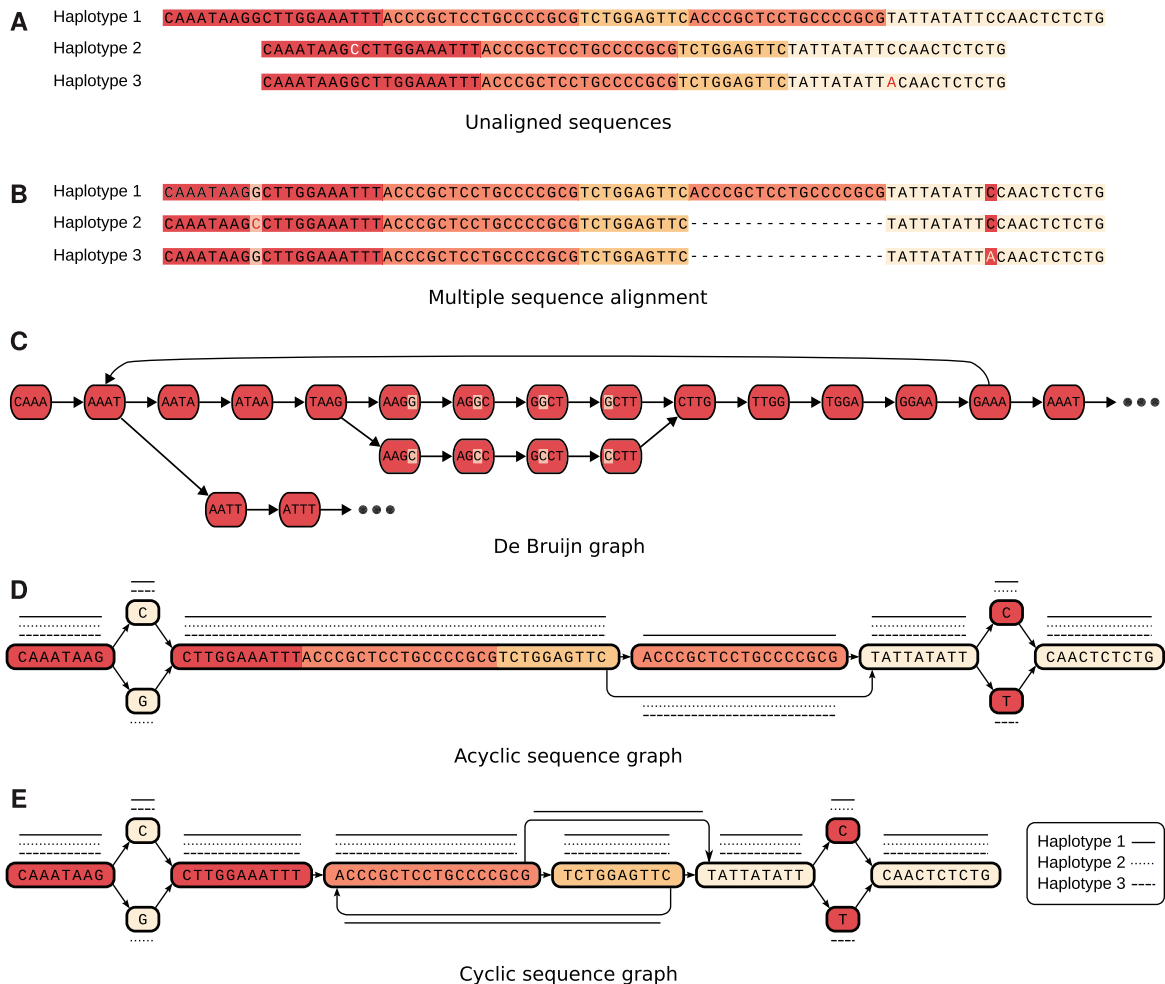 A
Haplotype 1 CAAATAAGGCTTGGAAATTTACCCGCTCCTGCCCCGCGTCTGGAGTTCACCCGCTCCTGCCCCGCGTATTATATTCCAACTCTCTG
Haplotype 2 CAAATAAGCCTTGGAAATTTACCCGCTCCTGCCCCGCGTCTGGAGTTCTATTATATTCCAACTCTCTG
Haplotype 3 CAAATAAGGCTTGGAAATTTACCCGCTCCTGCCCCGCGTCTGGAGTTCTATTATATTACAACTCTCTG
Unaligned sequences
B
Haplotype 1 CAAATAAGGCTTGGAAATTTACCCGCTCCTGCCCCGCGTCTGGAGTTCACCCGCTCCTGCCCCGCGTATTATATTCCAACTCTCTG
Haplotype 2 CAAATAAGCCTTGGAAATTTACCCGCTCCTGCCCCGCGTCTGGAGTTC------------------TATTATATTCCAACTCTCTG
Haplotype 3 CAAATAAGGCTTGGAAATTTACCCGCTCCTGCCCCGCGTCTGGAGTTC------------------TATTATATTACAACTCTCTG
Multiple sequence alignment
C
CAAA AAAT AATA ATAA TAAG AAGG AGGC GGCT GCTT CTTG TTGG TGGA GGAA GAAA AAAT
AAGC AGCC GCCT CCTT
AATT ATTT
De Bruijn graph
D
C C
CAAATAAG CTTGGAAATTTACCCGCTCCTGCCCCGCGTCTGGAGTTC ACCCGCTCCTGCCCCGCG TATTATATT CAACTCTCTG
G T
Acyclic sequence graph
E
C C
CAAATAAG CTTGGAAATTT ACCCGCTCCTGCCCCGCG TCTGGAGTTC TATTATATT CAACTCTCTG
G T
Haplotype 1
Haplotype 2
Haplotype 3
Cyclic sequence graph